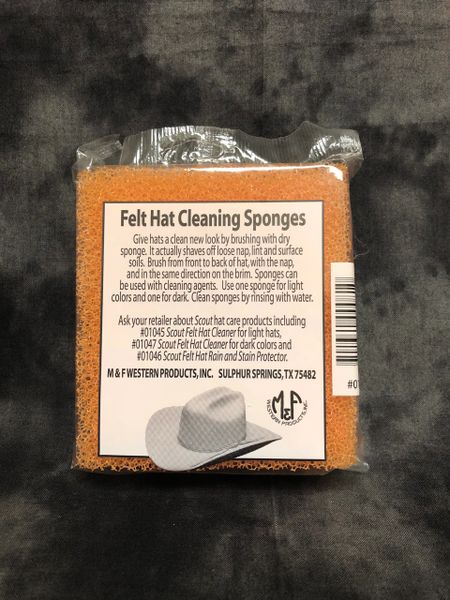 Felt Hat Cleaning Sponges
Give hats a clean new look by brushing with dry
sponge. It actually shaves off loose nap, lint and surface
soils. Brush from front to back of hat, with the nap,
and in the same direction on the brim. Sponges can
be used with cleaning agents. Use one sponge for light
colors and one for dark. Clean sponges by rinsing with water.
Ask your retailer about Scout hat care products including
#01045 Scout Felt Hat Cleaner for light hats,
#01047 Scout Felt Hat Cleaner for dark colors and
#01046 Scout Felt Hat Rain and Stain Protector.
M & F WESTERN PRODUCTS, INC. SULPHUR SPRINGS, TX 75482
M&F
WESTERN PRODUCTS, INC.